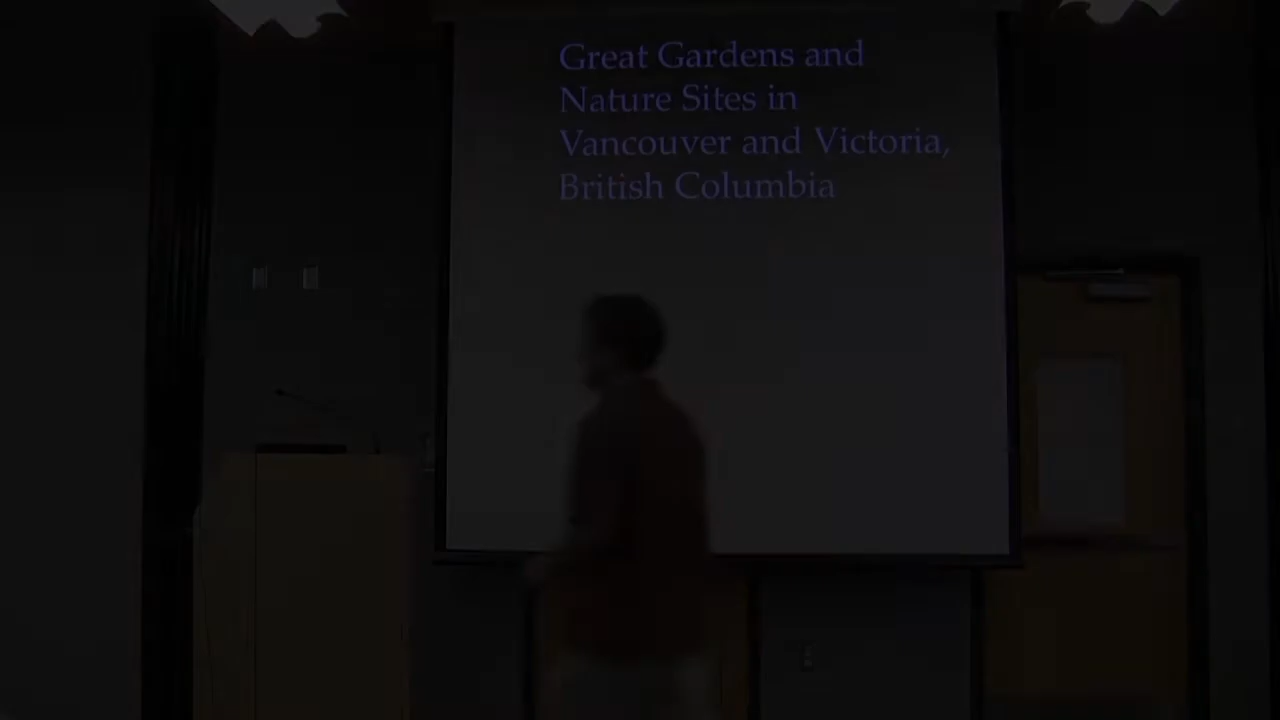 Great Gardens and
Nature Sites in
Vancouver and Victoria,
British Columbia